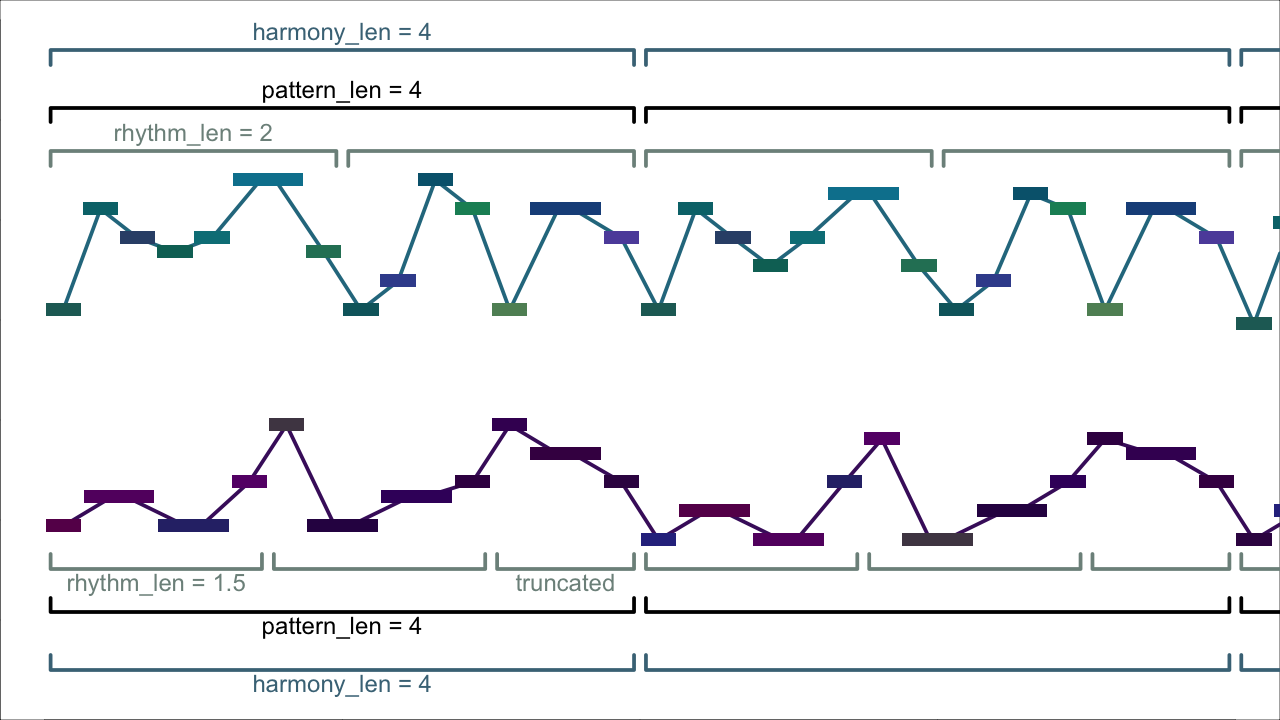 harmony_len = 4
pattern_len = 4
rhythm_len = 2
rhythm_len = 1.5
truncated
pattern_len = 4
harmony_len = 4